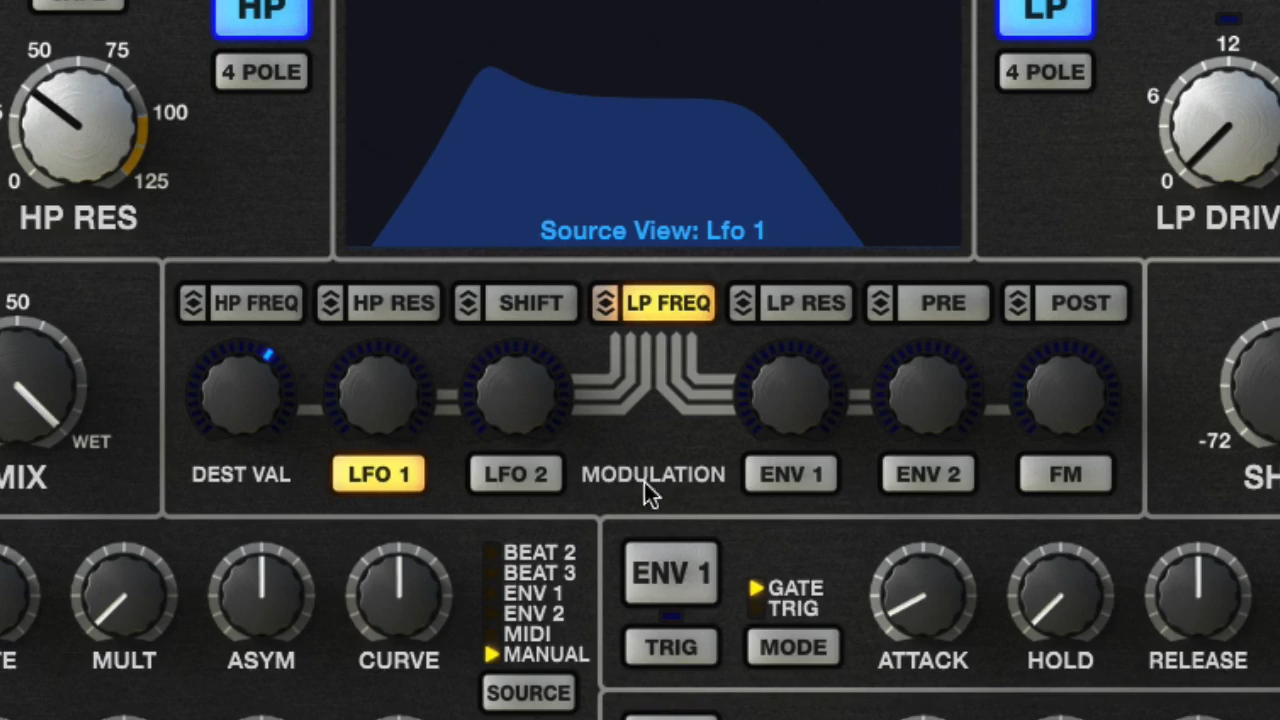 HP
LP
50
75
4 POLE
4 POLE
12
6
100
0
125
0
HP RES
LP DRIV
Source View: Lfo 1
50
HP FREQ
HP RES
SHIFT
LP FREQ
LP RES
PRE
POST
WET
-72
MIX
DEST VAL
LFO 1
LFO 2
MODULATION
ENV 1
ENV 2
FM
SH
BEAT 2
BEAT 3
ENV 1
ENV 2
MIDI
MANUAL
ENV 1
GATE
TRIG
TRIG
MODE
MULT
ASYM
CURVE
SOURCE
ATTACK
HOLD
RELEASE